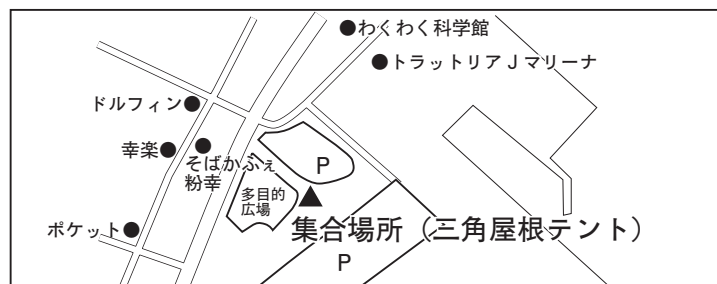 わくわく科学館
トラットリアJマリーナ
ドルフィン
幸楽
そばかふぇ
粉幸
P
多目的
広場
ポケット
集合場所（三角屋根テント）
P